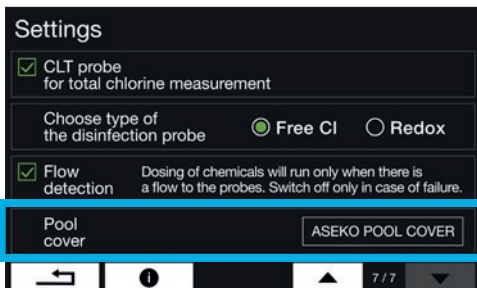 Settings
CLT probe
for total chlorine measurement
Choose type of
the disinfection probe
Free Cl
Redox
Flow
detection
Dosing of chemicals will run only when there is
a flow to the probes. Switch off only in case of failure.
Pool
cover
ASEKO POOL COVER
7/7